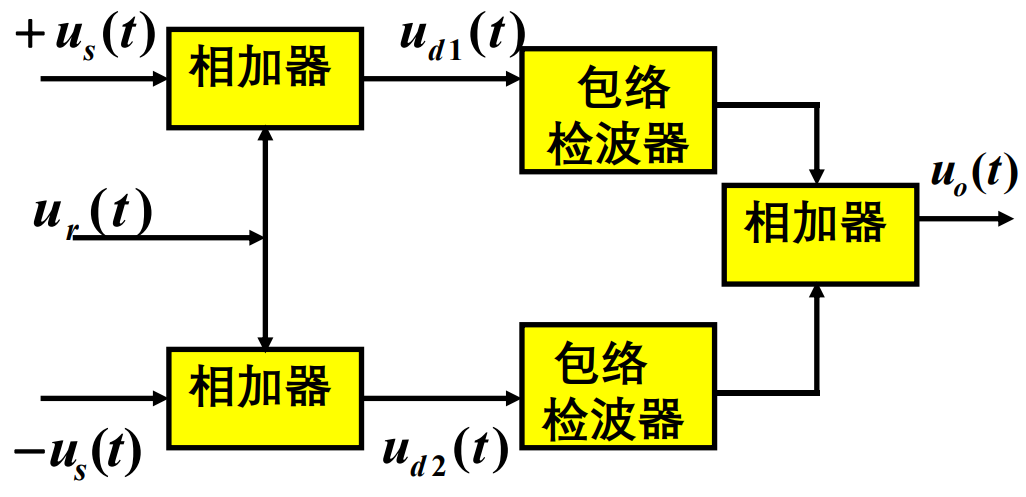 +u_s(t)
相加器
u_{d1}(t)
包络
检波器
u_r(t)
相加器
u_o(t)
-u_s(t)
相加器
u_{d2}(t)
包络
检波器